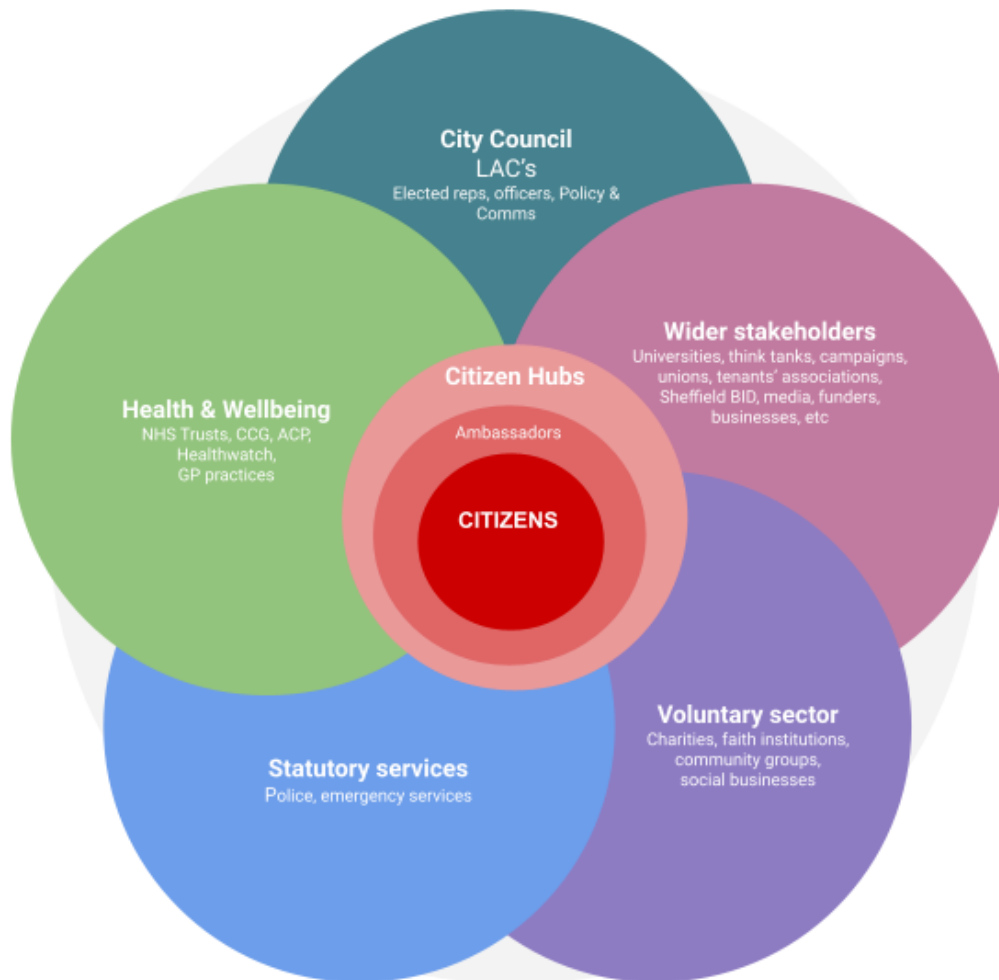 City Council
LAC's
Elected reps, officers, Policy &
Comms
Wider stakeholders
Universities, think tanks, campaigns,
unions, tenants' associations,
Sheffield BID, media, funders,
businesses, etc
Citizen Hubs
Ambassadors
CITIZENS
Health & Wellbeing
NHS Trusts, CCG, ACP,
Healthwatch,
GP practices
Voluntary sector
Charities, faith institutions,
community groups,
social businesses
Statutory services
Police, emergency services